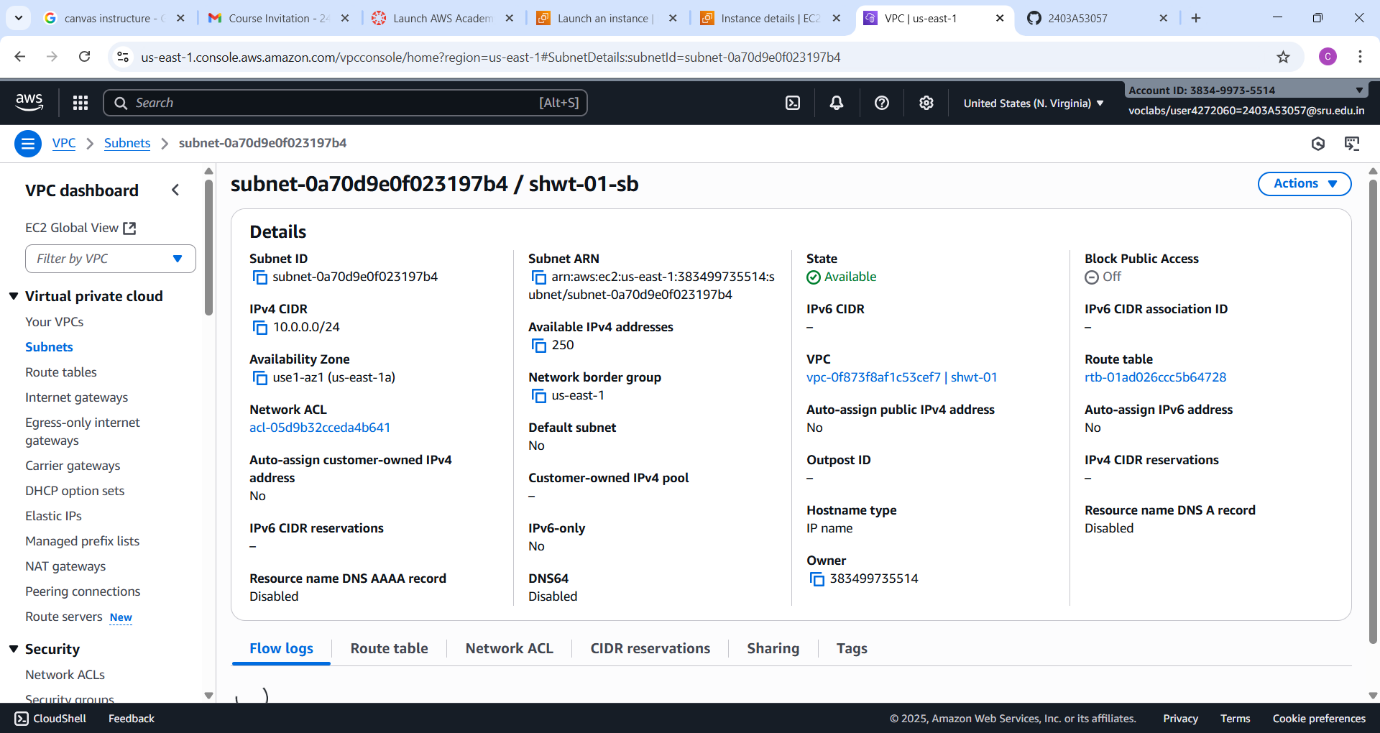 canvas instructure - G
Course Invitation - 24
Launch AWS Academ
Launch an instance |
Instance details | EC2
VPC | us-east-1
2403A53057
us-east-1.console.aws.amazon.com/vpcconsole/home?region=us-east-1#SubnetDetails:subnetId=subnet-0a70d9e0f023197b4
C
aws
Search
[Alt+S]
United States (N. Virginia)
Account ID: 3834-9973-5514
voclabs/user4272060=2403A53057@sru.edu.in
VPC
Subnets
subnet-0a70d9e0f023197b4
VPC dashboard
EC2 Global View
Filter by VPC
Virtual private cloud
Your VPCs
Subnets
Route tables
Internet gateways
Egress-only internet
gateways
Carrier gateways
DHCP option sets
Elastic IPs
Managed prefix lists
NAT gateways
Peering connections
Route servers New
Security
Network ACLs
Security groups
subnet-0a70d9e0f023197b4 / shwt-01-sb
Actions
Details
Subnet ID
subnet-0a70d9e0f023197b4
IPv4 CIDR
10.0.0.0/24
Availability Zone
use1-az1 (us-east-1a)
Network ACL
acl-05d9b32cceda4b641
Auto-assign customer-owned IPv4
address
No
IPv6 CIDR reservations
–
Resource name DNS AAAA record
Disabled
Subnet ARN
arn:aws:ec2:us-east-1:383499735514:s
ubnet/subnet-0a70d9e0f023197b4
Available IPv4 addresses
250
Network border group
us-east-1
Default subnet
No
Customer-owned IPv4 pool
–
IPv6-only
No
DNS64
Disabled
State
Available
IPv6 CIDR
–
VPC
vpc-0f873f8af1c53cef7 | shwt-01
Auto-assign public IPv4 address
No
Outpost ID
–
Hostname type
IP name
Owner
383499735514
Block Public Access
Off
IPv6 CIDR association ID
–
Route table
rtb-01ad026ccc5b64728
Auto-assign IPv6 address
No
IPv4 CIDR reservations
–
Resource name DNS A record
Disabled
Flow logs
Route table
Network ACL
CIDR reservations
Sharing
Tags
CloudShell
Feedback
© 2025, Amazon Web Services, Inc. or its affiliates.
Privacy
Terms
Cookie preferences